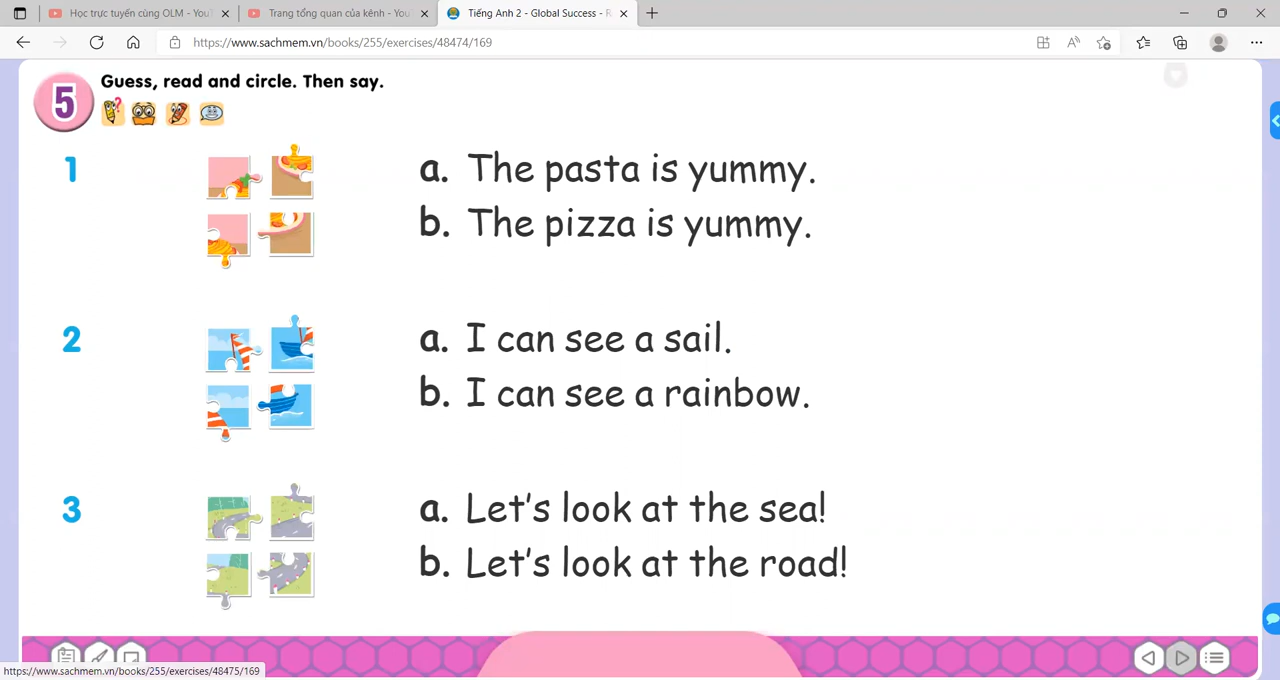 Học trực tuyến cùng OLM - You
Trang tổng quan của kênh - You
Tiếng Anh 2 - Global Success - R
https://www.sachmem.vn/books/255/exercises/48474/169
5
Guess, read and circle. Then say.
1
a. The pasta is yummy.
b. The pizza is yummy.
2
a. I can see a sail.
b. I can see a rainbow.
3
a. Let's look at the sea!
b. Let's look at the road!
https://www.sachmem.vn/books/255/exercises/48475/169